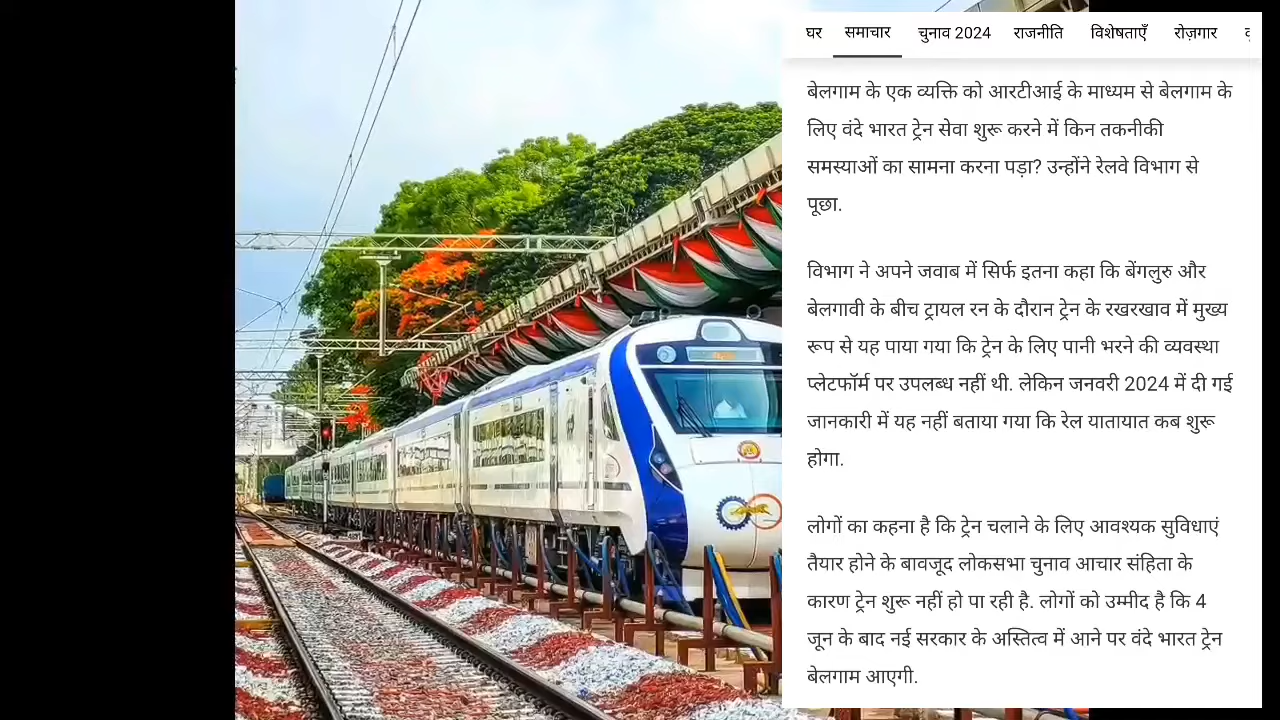 घर समाचार चुनाव 2024 राजनीति विशेषताएँ रोज़गार
बेलगाम के एक व्यक्ति को आरटीआई के माध्यम से बेलगाम के
लिए वंदे भारत ट्रेन सेवा शुरू करने में किन तकनीकी
समस्याओं का सामना करना पड़ा? उन्होंने रेलवे विभाग से
पूछा.
विभाग ने अपने जवाब में सिर्फ इतना कहा कि बेंगलुरु और
बेलगावी के बीच ट्रायल रन के दौरान ट्रेन के रखरखाव में मुख्य
रूप से यह पाया गया कि ट्रेन के लिए पानी भरने की व्यवस्था
प्लेटफॉर्म पर उपलब्ध नहीं थी. लेकिन जनवरी 2024 में दी गई
जानकारी में यह नहीं बताया गया कि रेल यातायात कब शुरू
होगा.
लोगों का कहना है कि ट्रेन चलाने के लिए आवश्यक सुविधाएं
तैयार होने के बावजूद लोकसभा चुनाव आचार संहिता के
कारण ट्रेन शुरू नहीं हो पा रही है. लोगों को उम्मीद है कि 4
जून के बाद नई सरकार के अस्तित्व में आने पर वंदे भारत ट्रेन
बेलगाम आएगी.